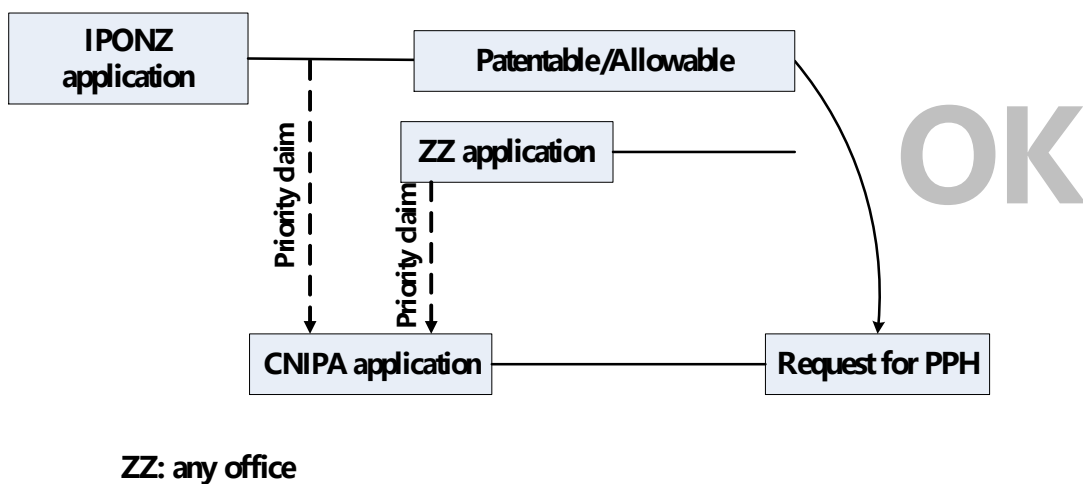 IPONZ
application
Patentable/Allowable
OK
ZZ application
Priority claim
Priority claim
CNIPA application
Request for PPH
ZZ: any office